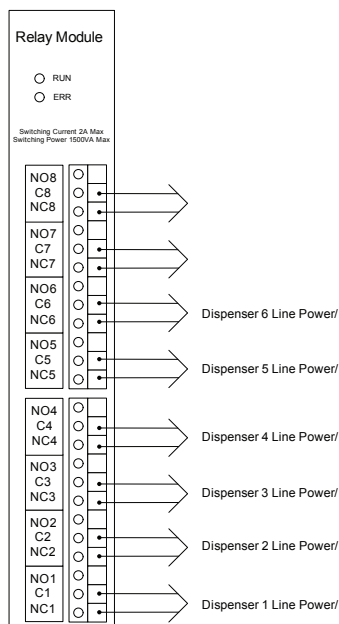 Relay Module
RUN
ERR
Switching Current 2A Max
Switching Power 1500VA Max
NO8
C8
NC8
NO7
C7
NC7
NO6
C6
NC6
Dispenser 6 Line Power/
NO5
C5
NC5
Dispenser 5 Line Power/
NO4
C4
NC4
Dispenser 4 Line Power/
NO3
C3
NC3
Dispenser 3 Line Power/
NO2
C2
NC2
Dispenser 2 Line Power/
NO1
C1
NC1
Dispenser 1 Line Power/